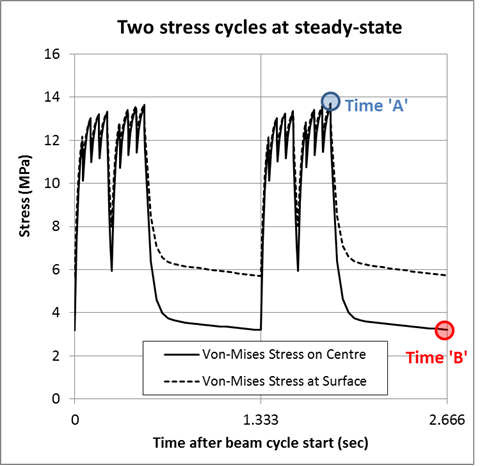 Two stress cycles at steady-state
16
14
12
10
8
6
4
2
0
Stress (MPa)
Time 'A'
Time 'B'
Von-Mises Stress on Centre
Von-Mises Stress at Surface
0
1.333
2.666
Time after beam cycle start (sec)